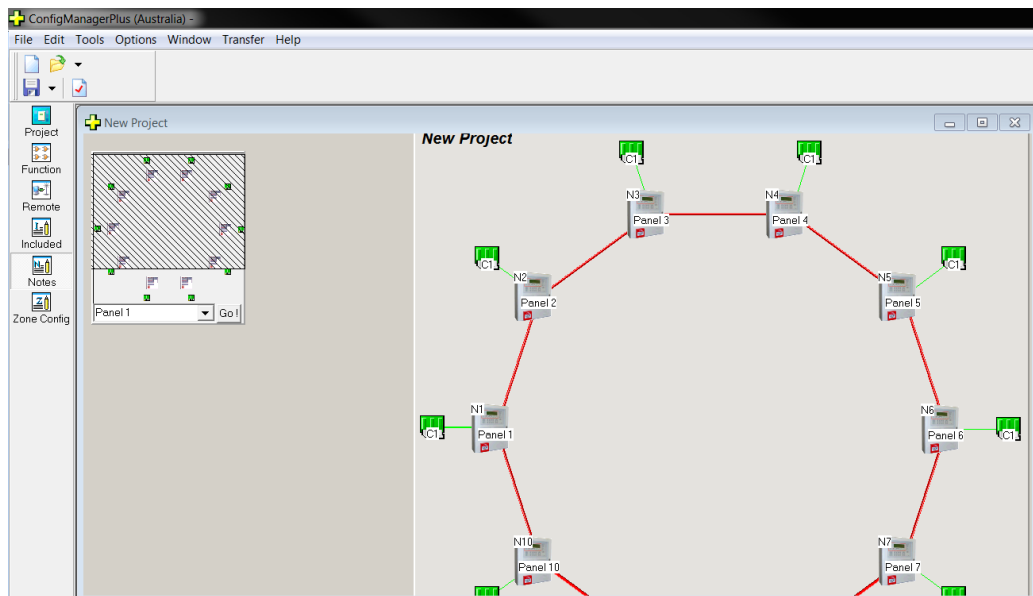 ConfigManagerPlus (Australia) -
File Edit Tools Options Window Transfer Help
Project
Function
Remote
Included
Notes
Zone Config
New Project
Panel 1
Go !
New Project
C1
C1
N3
Panel 3
N4
Panel 4
C1
C1
N2
Panel 2
N5
Panel 5
C1
N1
Panel 1
N6
Panel 6
C1
N10
Panel 10
N7
Panel 7